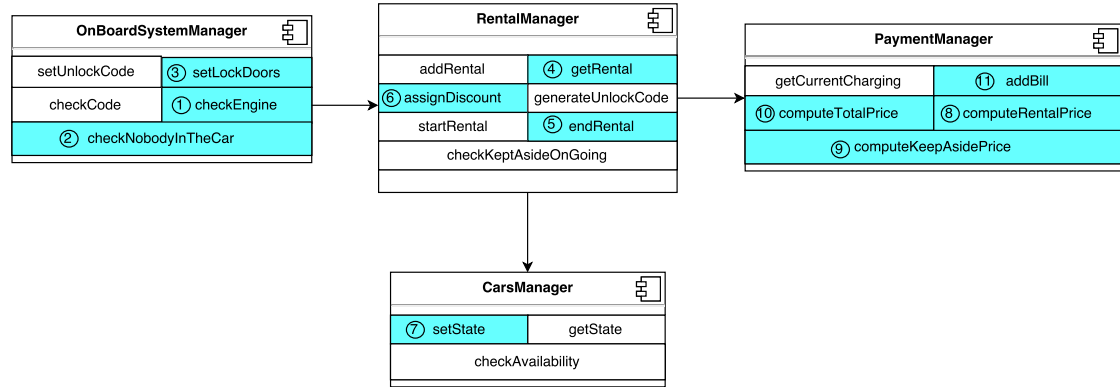 OnBoardSystemManager
setUnlockCode
3 setLockDoors
checkCode
1 checkEngine
2 checkNobodyInTheCar
RentalManager
addRental
4 getRental
6 assignDiscount
generateUnlockCode
startRental
5 endRental
checkKeptAsideOnGoing
PaymentManager
getCurrentCharging
11 addBill
10 computeTotalPrice
8 computeRentalPrice
9 computeKeepAsidePrice
CarsManager
7 setState
getState
checkAvailability